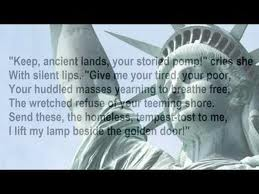 "Keep, ancient lands, your storied pomp!" cries she
With silent lips. "Give me your tired, your poor,
Your huddled masses yearning to breathe free,
The wretched refuse of your teeming shore.
Send these, the homeless, tempest-tost to me,
I lift my lamp beside the golden door!"